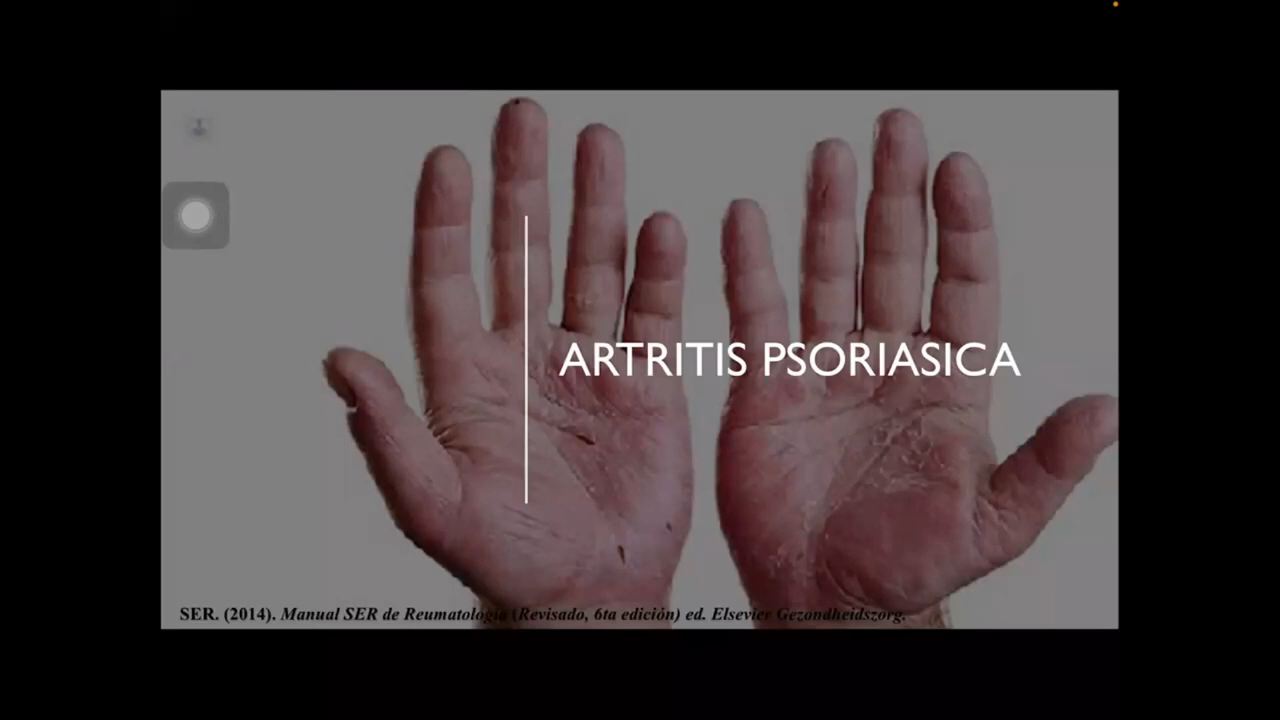 ARTRITIS PSORIASICA
SER. (2014). Manual SER de Reumatología (Revisado, 6ta edición) ed. Elsevier Gezondheidszorg.